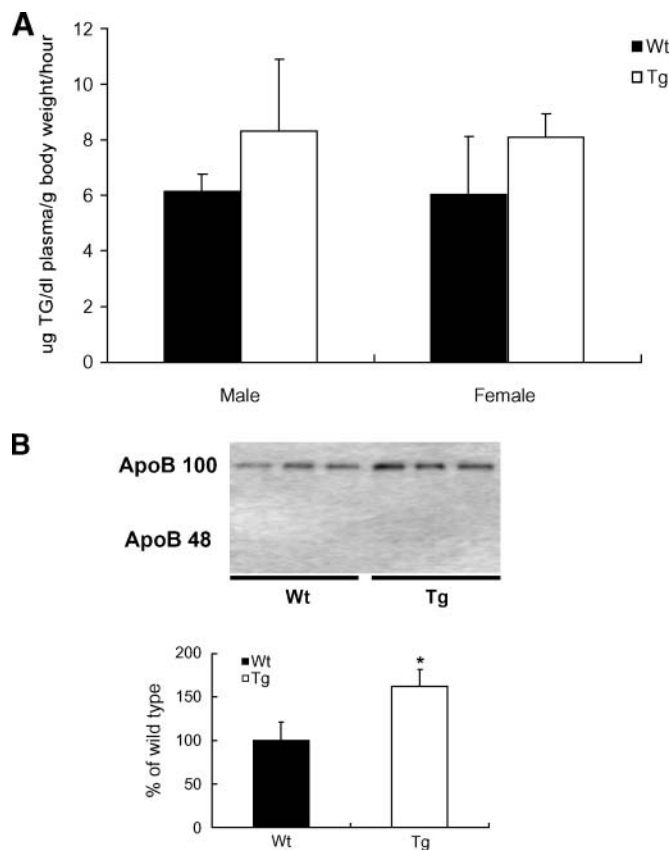 A
ug TG/dl plasma/g body weight/hour
12
10
8
6
4
2
0
Wt
Tg
Male
Female
B
ApoB 100
ApoB 48
Wt
Tg
% of wild type
200
150
100
50
0
Wt
Tg
*
Wt
Tg